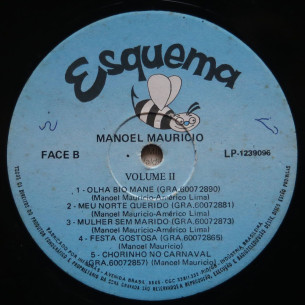 Esquema
MANOEL MAURICIO
FACE B
LP-1239096
VOLUME II
1 - OLHA SIO MANE (GRA.60072890)
(Manoel Mauricio-Américo Lima)
2 - MEU NORTE QUERIDO (GRA.60072881)
(Manoel Mauricio-Américo Lima)
3 - MULHER SEM MARIDO (GRA.60072873)
(Manoel Mauricio-Américo Lima)
4 - FESTA GOSTOSA (GRA.60072865)
(Manoel Mauricio)
5 - CHORINHO NO CARNAVAL
(GRA.60072857) (Manoel Mauricio)